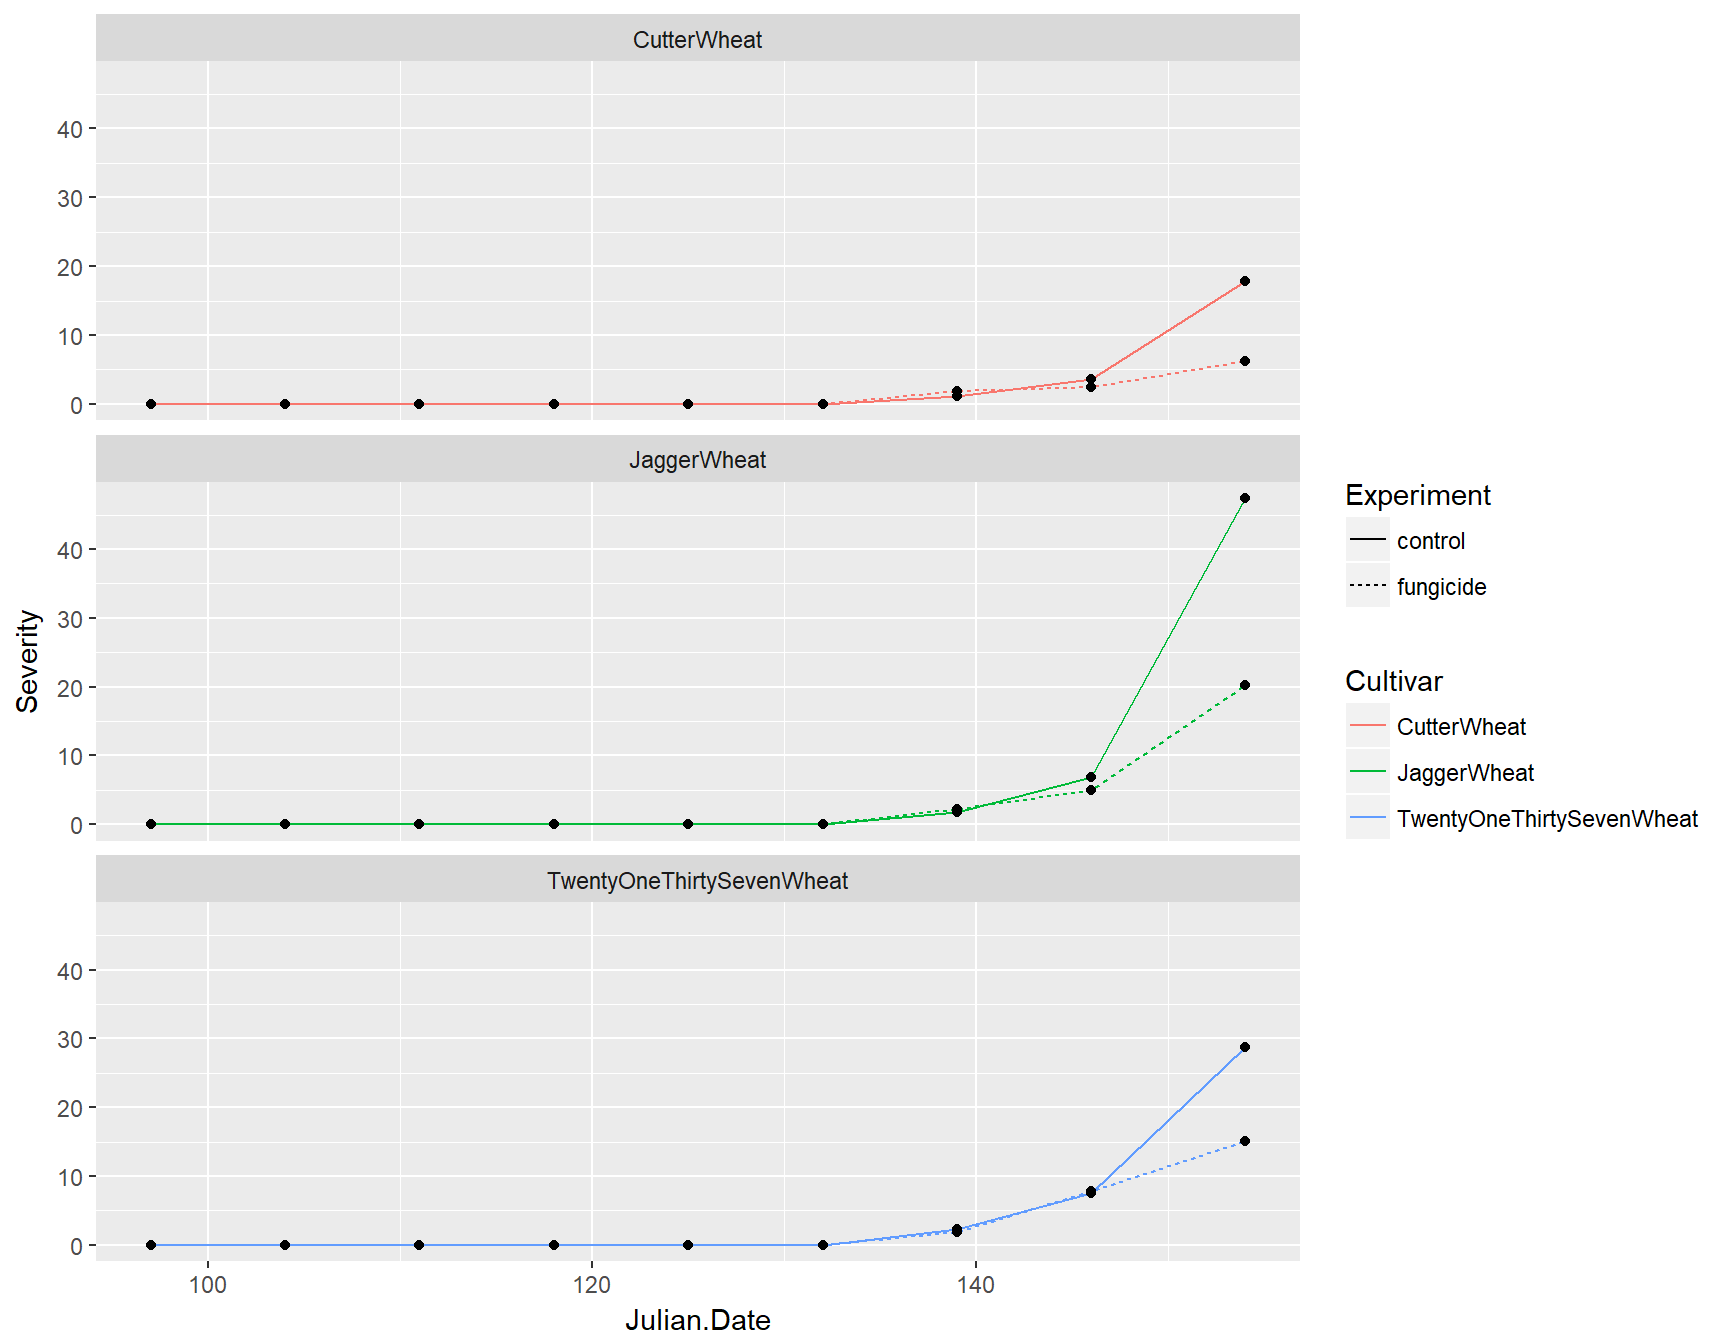 CutterWheat
40
30
20
10
0
JaggerWheat
40
30
20
10
0
TwentyOneThirtySevenWheat
40
30
20
10
0
100 120 140
Julian.Date
Severity
Experiment
control
fungicide
Cultivar
CutterWheat
JaggerWheat
TwentyOneThirtySevenWheat